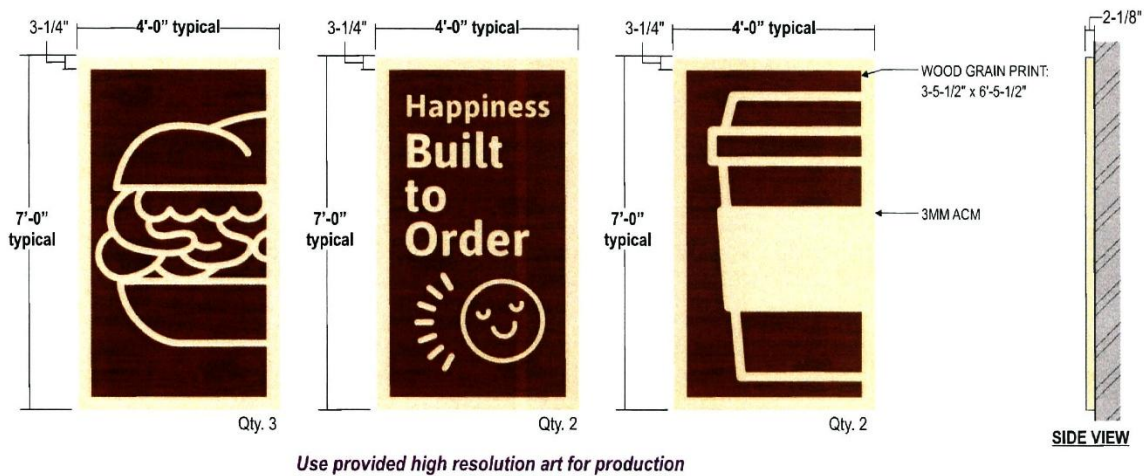 3-1/4"
4'-0" typical
3-1/4"
4'-0" typical
3-1/4"
4'-0" typical
2-1/8"
WOOD GRAIN PRINT:
3-5-1/2" x 6'-5-1/2"
Happiness
Built
to
Order
7'-0"
typical
7'-0"
typical
7'-0"
typical
3MM ACM
Qty. 3
Qty. 2
Qty. 2
SIDE VIEW
Use provided high resolution art for production